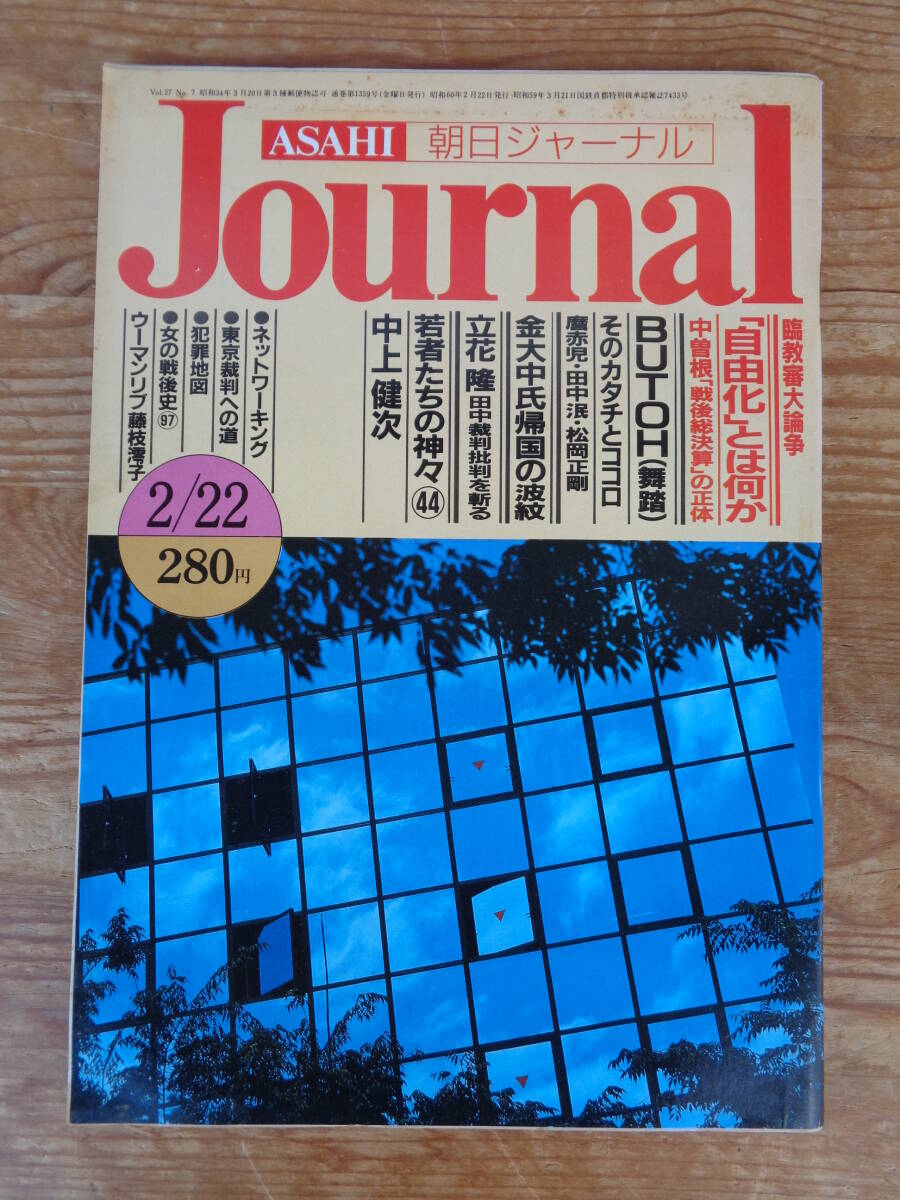 Vol.27 No.7 昭和34年3月20日第3種郵便物認可 通巻第1359号(金曜日発行) 昭和60年2月22日発行 昭和59年3月21日国鉄首都特別扱承認雑誌7433号
ASAHI 朝日ジャーナル
Journal
臨教審大論争
「自由化」とは何か
中曽根「戦後総決算」の正体
BUTOH(舞踏)
そのカタチとココロ
麿赤児・田中泯・松岡正剛
金大中氏帰国の波紋
立花隆 田中裁判批判を斬る
若者たちの神々㊹
中上健次
●ネットワーキング
●東京裁判への道
●犯罪地図
●女の戦後史(97)
ウーマンリブ 藤枝澪子
2/22
280円